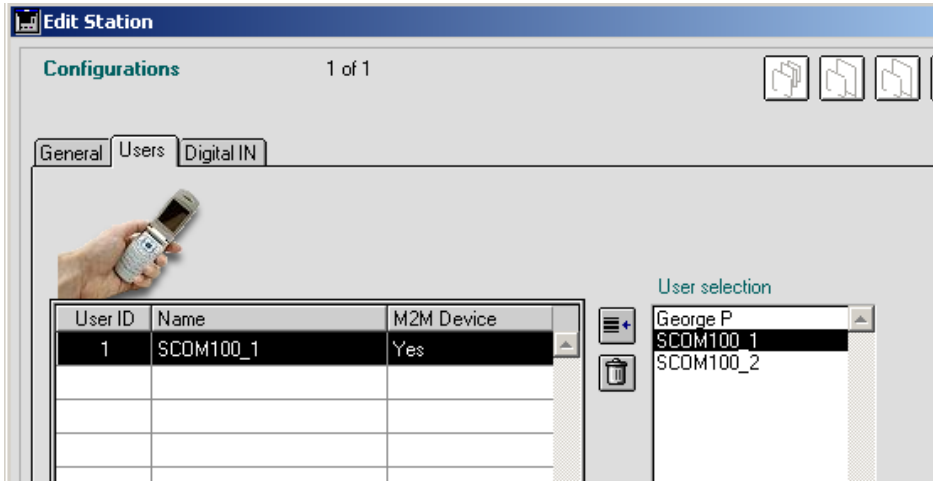 Edit Station
Configurations 1 of 1
General Users Digital IN
User selection
User ID Name M2M Device
1 SCOM100_1 Yes
George P
SCOM100_1
SCOM100_2